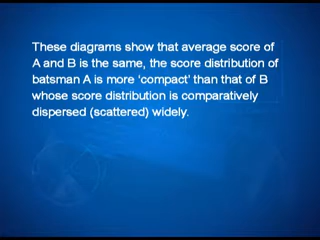 These diagrams show that average score of
A and B is the same, the score distribution of
batsman A is more 'compact' than that of B
whose score distribution is comparatively
dispersed (scattered) widely.